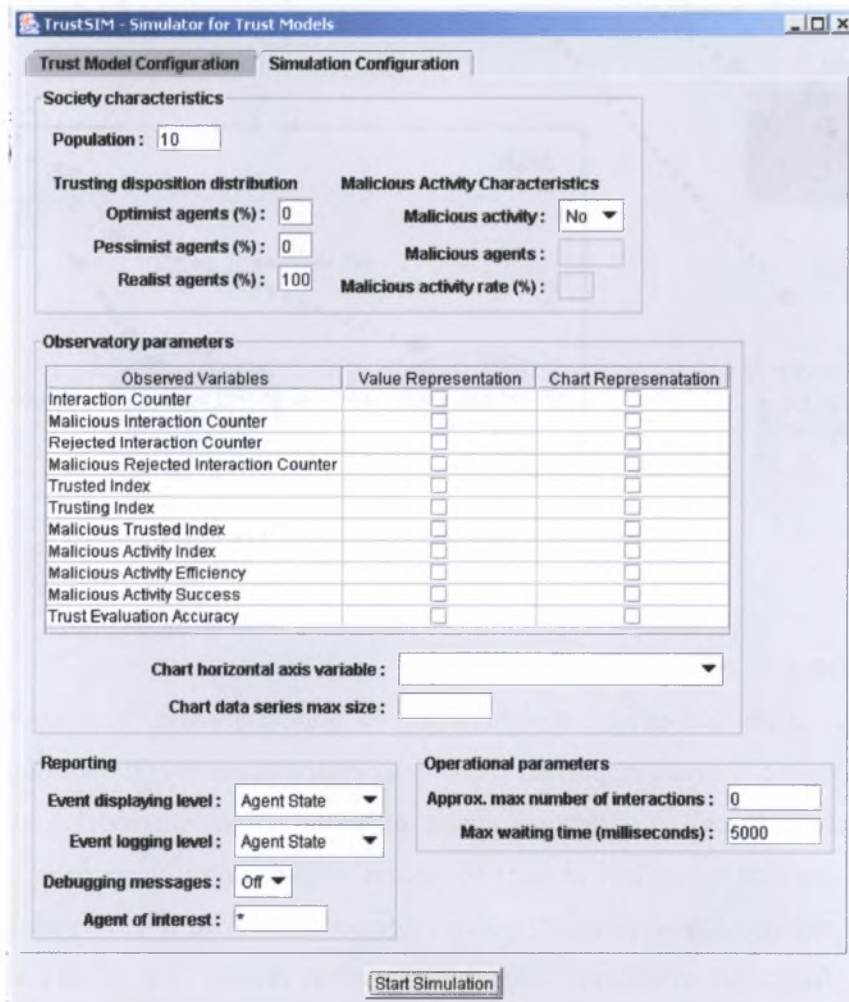 TrustSIM - Simulator for Trust Models
Trust Model Configuration
Simulation Configuration
Society characteristics
Population : 10
Trusting disposition distribution
Optimist agents (%) : 0
Pessimist agents (%) : 0
Realist agents (%) : 100
Malicious Activity Characteristics
Malicious activity : No
Malicious agents :
Malicious activity rate (%) :
Observatory parameters
Observed Variables Value Representation Chart Represenatation
Interaction Counter
Malicious Interaction Counter
Rejected Interaction Counter
Malicious Rejected Interaction Counter
Trusted Index
Trusting Index
Malicious Trusted Index
Malicious Activity Index
Malicious Activity Efficiency
Malicious Activity Success
Trust Evaluation Accuracy
Chart horizontal axis variable :
Chart data series max size :
Reporting
Event displaying level : Agent State
Event logging level : Agent State
Debugging messages : Off
Agent of interest : *
Operational parameters
Approx. max number of interactions : 0
Max waiting time (milliseconds) : 5000
Start Simulation